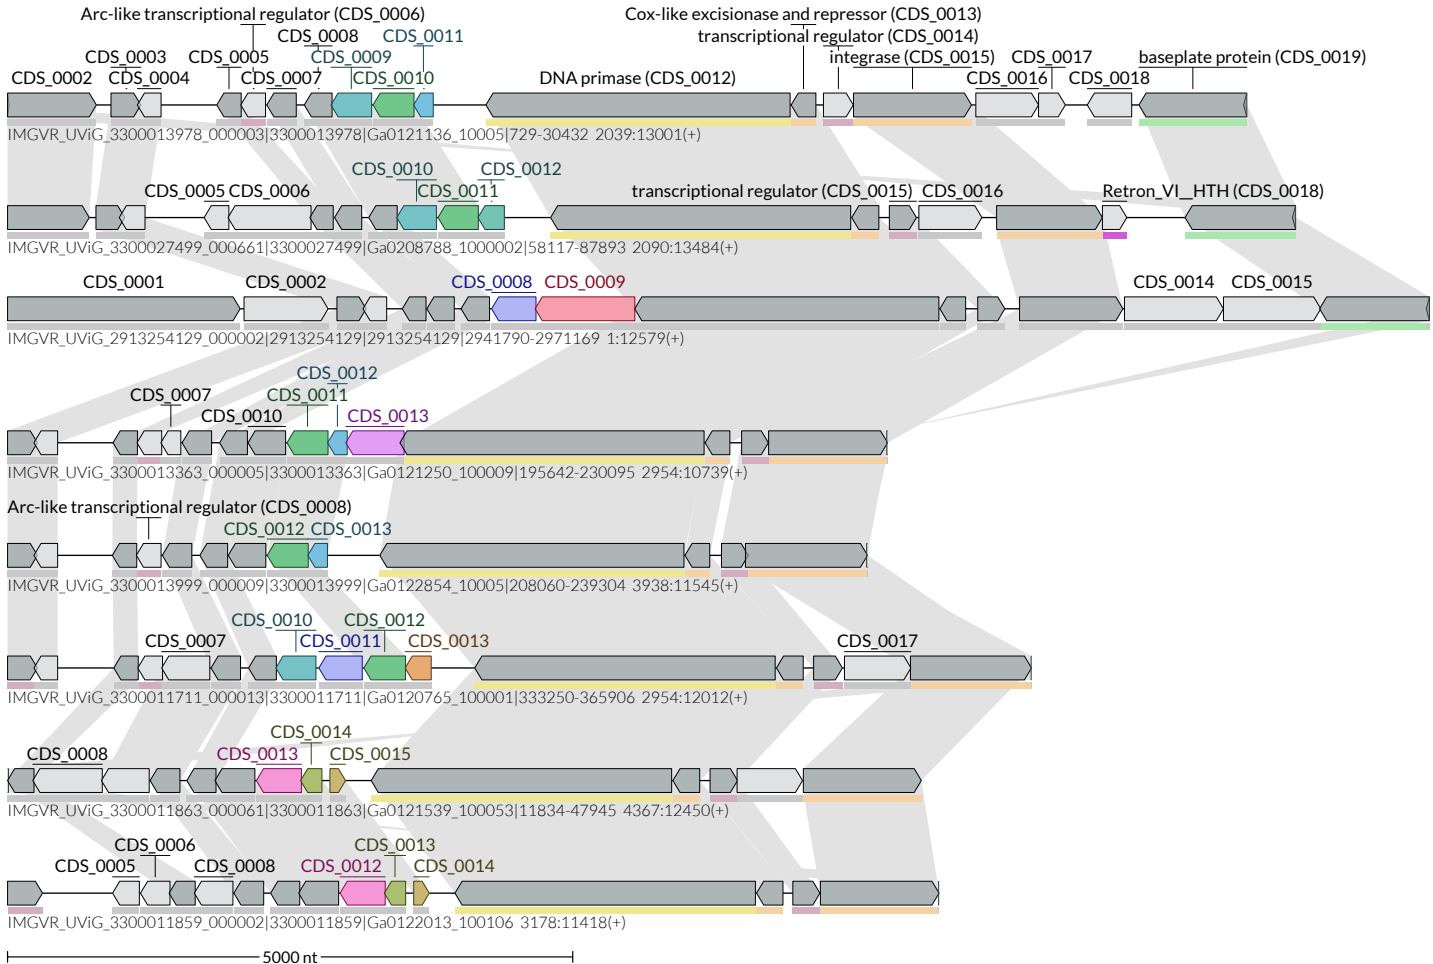 Arc-like transcriptional regulator (CDS_0006) Cox-like excisionase and repressor (CDS_0013)
CDS_0008 CDS_0011 transcriptional regulator (CDS_0014)
CDS_0003 CDS_0005 CDS_0009 integrase (CDS_0015) CDS_0017 baseplate protein (CDS_0019)
CDS_0002 CDS_0004 CDS_0007 CDS_0010 DNA primase (CDS_0012) CDS_0016 CDS_0018
IMGVR_UViG_3300013978_000003|3300013978|Ga0121136_10005|729-30432 2039:13001(+)
CDS_0010 CDS_0012
CDS_0005 CDS_0006 CDS_0011 transcriptional regulator (CDS_0015) CDS_0016 Retron_VI__HTH (CDS_0018)
IMGVR_UViG_3300027499_000661|3300027499|Ga0208788_1000002|58117-87893 2090:13484(+)
CDS_0001 CDS_0002 CDS_0008 CDS_0009 CDS_0014 CDS_0015
IMGVR_UViG_2913254129_000002|2913254129|2913254129|2941790-2971169 1:12579(+)
CDS_0012
CDS_0007 CDS_0011
CDS_0010 CDS_0013
IMGVR_UViG_3300013363_000005|3300013363|Ga0121250_100009|195642-230095 2954:10739(+)
Arc-like transcriptional regulator (CDS_0008)
CDS_0012 CDS_0013
IMGVR_UViG_3300013999_000009|3300013999|Ga0122854_10005|208060-239304 3938:11545(+)
CDS_0010 CDS_0012
CDS_0007 CDS_0011 CDS_0013 CDS_0017
IMGVR_UViG_3300011711_000013|3300011711|Ga0120765_100001|333250-365906 2954:12012(+)
CDS_0014
CDS_0008 CDS_0013 CDS_0015
IMGVR_UViG_3300011863_000061|3300011863|Ga0121539_100053|11834-47945 4367:12450(+)
CDS_0006 CDS_0013
CDS_0005 CDS_0008 CDS_0012 CDS_0014
IMGVR_UViG_3300011859_000002|3300011859|Ga0122013_100106 3178:11418(+)
5000 nt